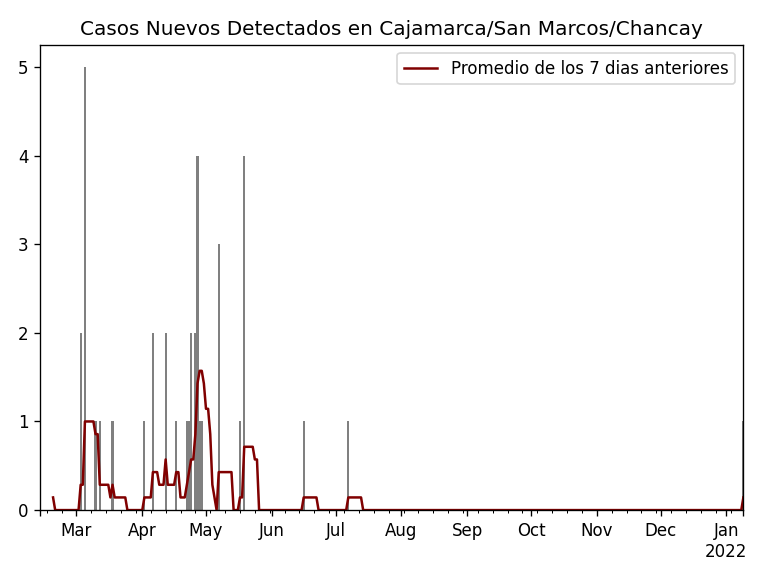 Casos Nuevos Detectados en Cajamarca/San Marcos/Chancay
Promedio de los 7 dias anteriores
5
4
3
2
1
0
Mar Apr May Jun Jul Aug Sep Oct Nov Dec Jan
2022